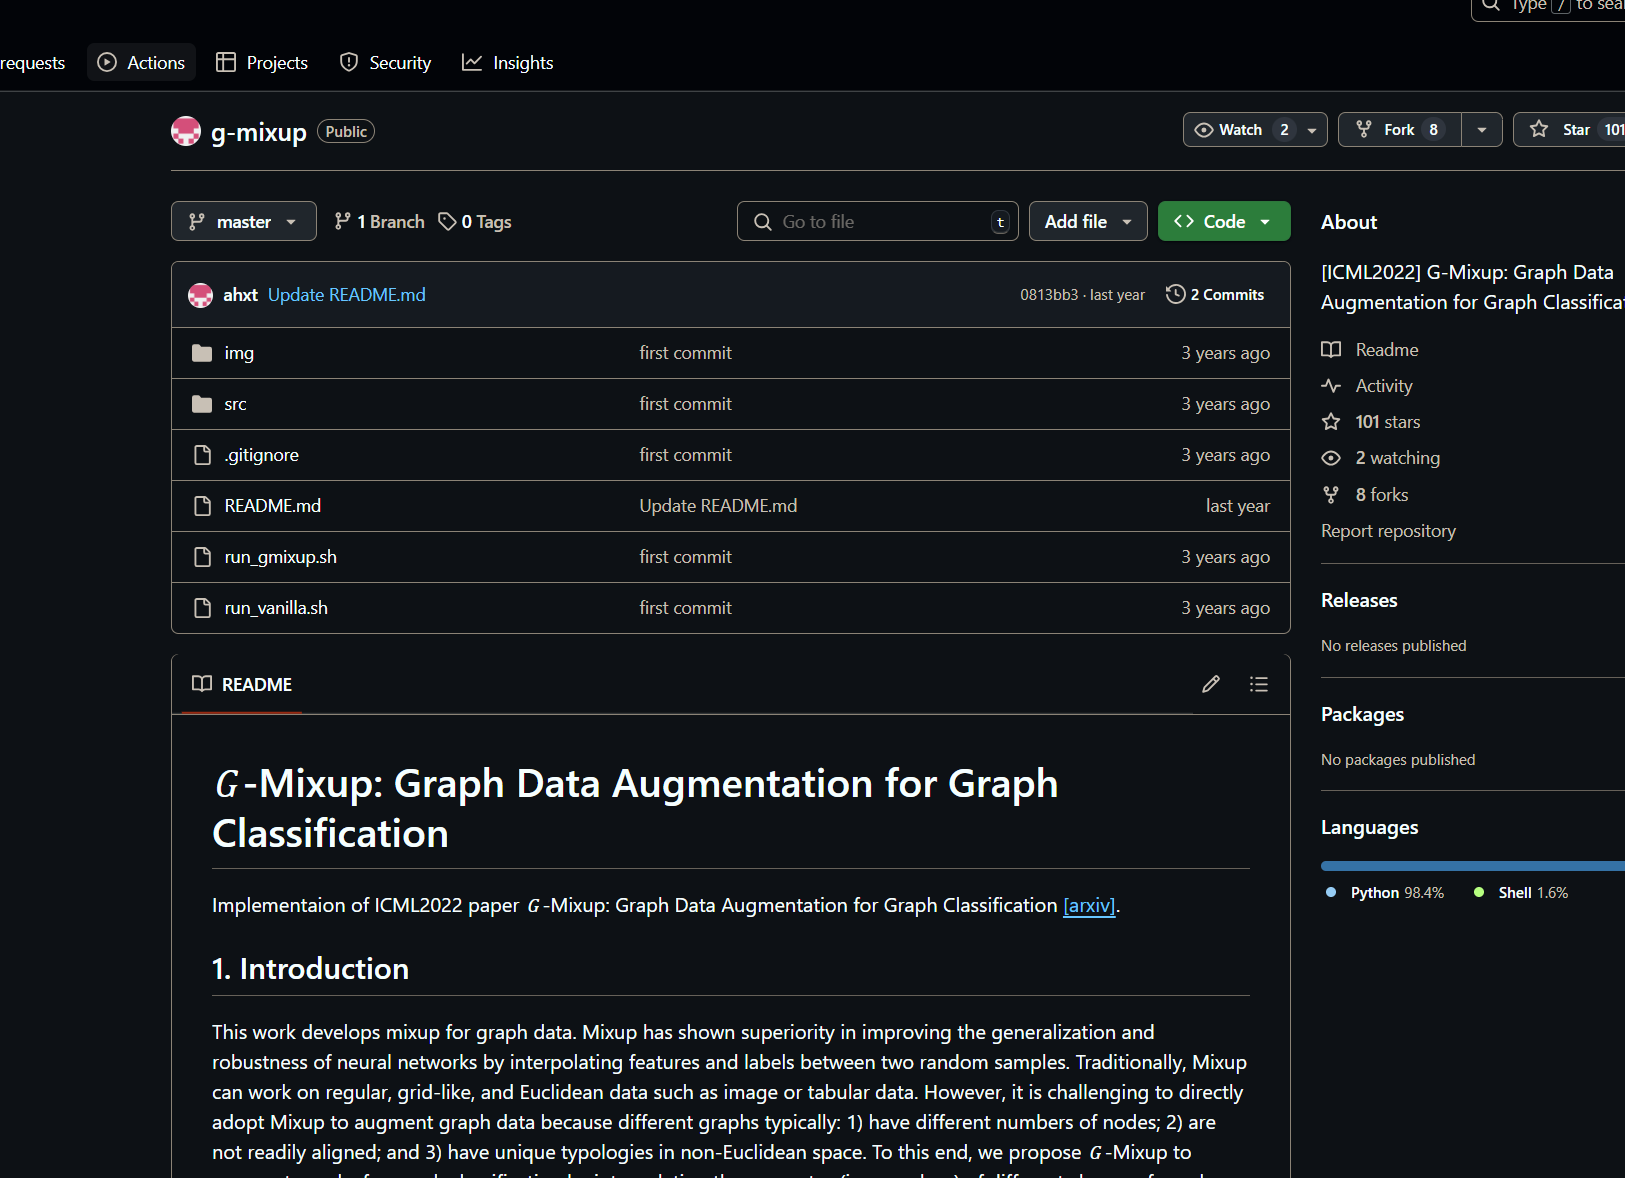 Type / to sea
requests Actions Projects Security Insights
g-mixup Public Watch 2 Fork 8 Star 101
master 1 Branch 0 Tags Go to file t Add file Code
About
[ICML2022] G-Mixup: Graph Data
Augmentation for Graph Classifica
ahxt Update README.md 0813bb3 · last year 2 Commits
img first commit 3 years ago
src first commit 3 years ago
.gitignore first commit 3 years ago
README.md Update README.md last year
run_gmixup.sh first commit 3 years ago
run_vanilla.sh first commit 3 years ago
Readme
Activity
101 stars
2 watching
8 forks
Report repository
Releases
No releases published
Packages
No packages published
Languages
Python 98.4% Shell 1.6%
README
G-Mixup: Graph Data Augmentation for Graph
Classification
Implementaion of ICML2022 paper G-Mixup: Graph Data Augmentation for Graph Classification [arxiv].
1. Introduction
This work develops mixup for graph data. Mixup has shown superiority in improving the generalization and
robustness of neural networks by interpolating features and labels between two random samples. Traditionally, Mixup
can work on regular, grid-like, and Euclidean data such as image or tabular data. However, it is challenging to directly
adopt Mixup to augment graph data because different graphs typically: 1) have different numbers of nodes; 2) are
not readily aligned; and 3) have unique typologies in non-Euclidean space. To this end, we propose G-Mixup to